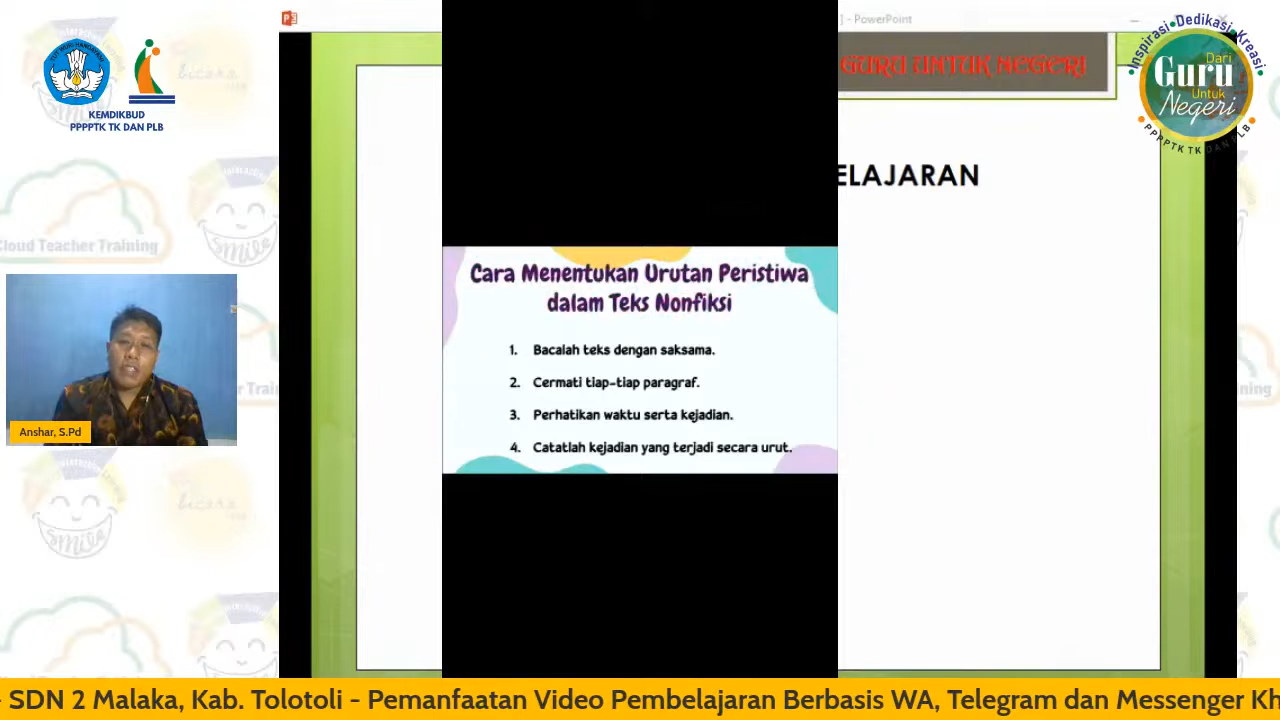 ] - PowerPoint
KEMDIKBUD
PPPPTK TK DAN PLB
GURU UNTUK NEGERI
Inspirasi•Dedikasi•Kreasi
Dari
Guru
Untuk
Negeri
PPPPTK TK DAN PLB
ELAJARAN
Cloud Teacher Training
smile
Cara Menentukan Urutan Peristiwa
dalam Teks Nonfiksi
1. Bacalah teks dengan saksama.
2. Cermati tiap-tiap paragraf.
3. Perhatikan waktu serta kejadian.
4. Catatlah kejadian yang terjadi secara urut.
Anshar, S.Pd
bicara
smile
- SDN 2 Malaka, Kab. Tolotoli - Pemanfaatan Video Pembelajaran Berbasis WA, Telegram dan Messenger Kh